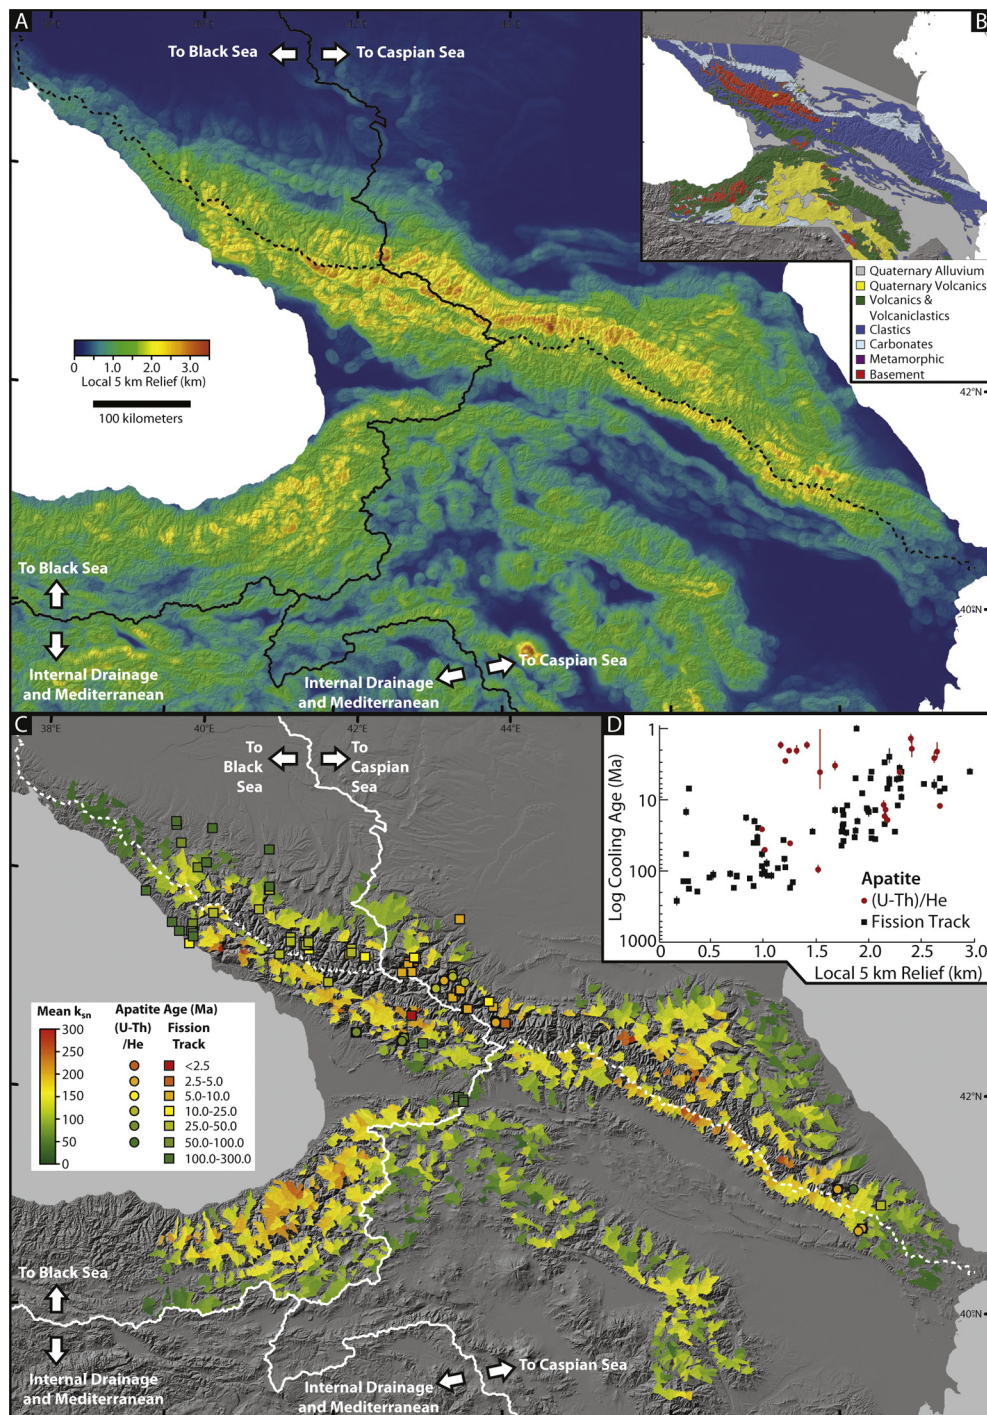 A
To Black Sea
To Caspian Sea
B
Quaternary Alluvium
Quaternary Volcanics
Volcanics &
Volcaniclastics
Clastics
Carbonates
Metamorphic
Basement
0 1.0 2.0 3.0
Local 5 km Relief (km)
100 kilometers
42°N
To Black Sea
Internal Drainage
and Mediterranean
Internal Drainage
and Mediterranean
To Caspian Sea
40°N
C
38°E
40°E
42°E
44°E
To
Black
Sea
To
Caspian
Sea
D
1
10
100
1000
Log Cooling Age (Ma)
Apatite
(U-Th)/He
Fission Track
0 0.5 1.0 1.5 2.0 2.5 3.0
Local 5 km Relief (km)
Mean ksn
300
250
200
150
100
50
0
Apatite Age (Ma)
(U-Th) Fission
/He Track
<2.5
2.5-5.0
5.0-10.0
10.0-25.0
25.0-50.0
50.0-100.0
100.0-300.0
42°N
To Black Sea
Internal Drainage
and Mediterranean
Internal Drainage
and Mediterranean
To Caspian Sea
40°N